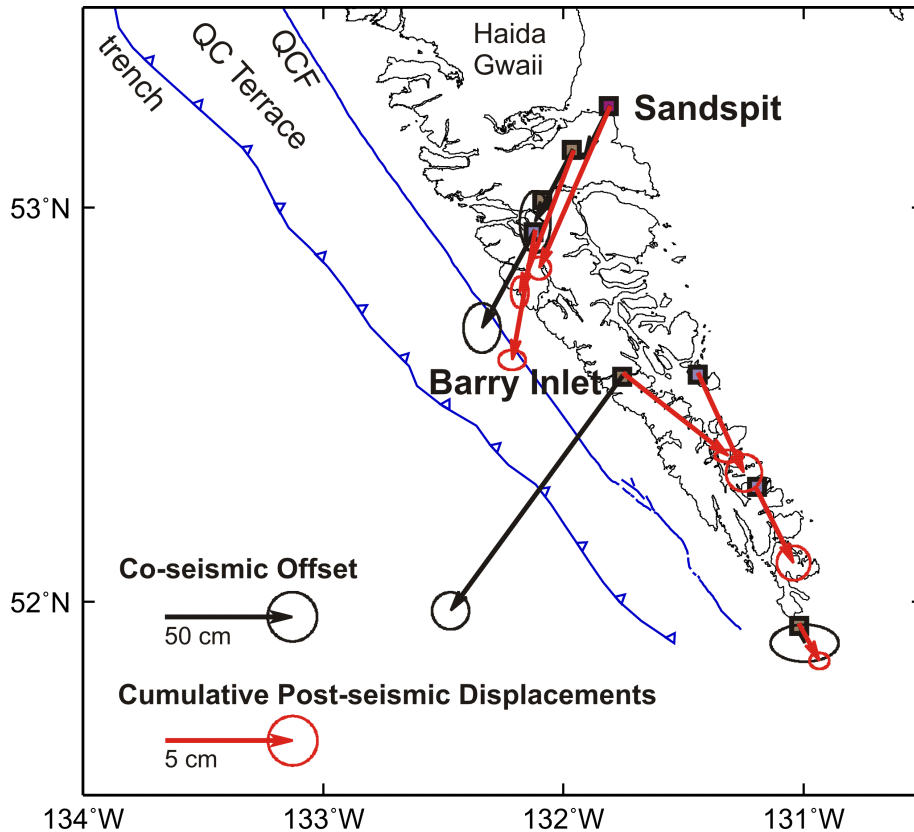 Haida
Gwaii
trench
QC Terrace
QCF
Sandspit
53°N
Barry Inlet
Co-seismic Offset
50 cm
52°N
Cumulative Post-seismic Displacements
5 cm
134°W
133°W
132°W
131°W